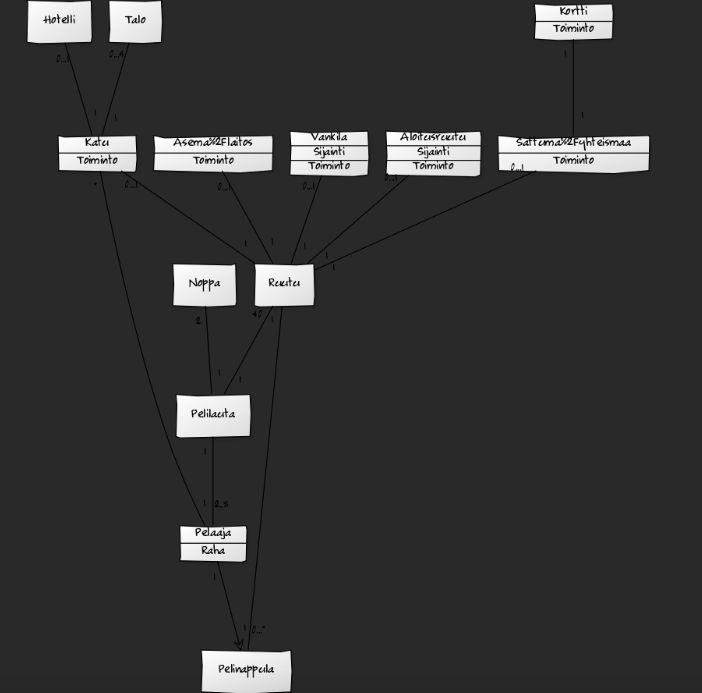 Hotelli
Talo
Kortti
Toiminto
0...1
0...4
1
1
1
1
Katu
Toiminto
Asema%2Flaitos
Toiminto
Vankila
Sijainti
Toiminto
Aloitusruutu
Sijainti
Toiminto
Sattuma%2Fyhteismaa
Toiminto
*
0...1
0...1
0...1
0...1
0...1
1
1
1
1
1
Noppa
Ruutu
2
40
1
1
1
Pelilauta
1
1
2..8
Pelaaja
Raha
1
1
0...*
Pelinappula